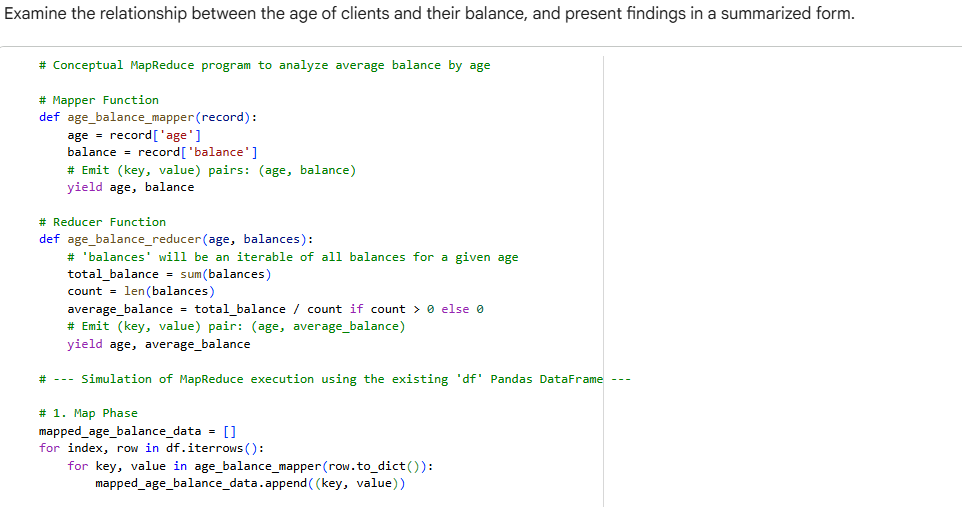 Examine the relationship between the age of clients and their balance, and present findings in a summarized form.
# Conceptual MapReduce program to analyze average balance by age
# Mapper Function
def age_balance_mapper(record):
    age = record['age']
    balance = record['balance']
    # Emit (key, value) pairs: (age, balance)
    yield age, balance
# Reducer Function
def age_balance_reducer(age, balances):
    # 'balances' will be an iterable of all balances for a given age
    total_balance = sum(balances)
    count = len(balances)
    average_balance = total_balance / count if count > 0 else 0
    # Emit (key, value) pair: (age, average_balance)
    yield age, average_balance
# --- Simulation of MapReduce execution using the existing 'df' Pandas DataFrame ---
# 1. Map Phase
mapped_age_balance_data = []
for index, row in df.iterrows():
    for key, value in age_balance_mapper(row.to_dict()):
        mapped_age_balance_data.append((key, value))